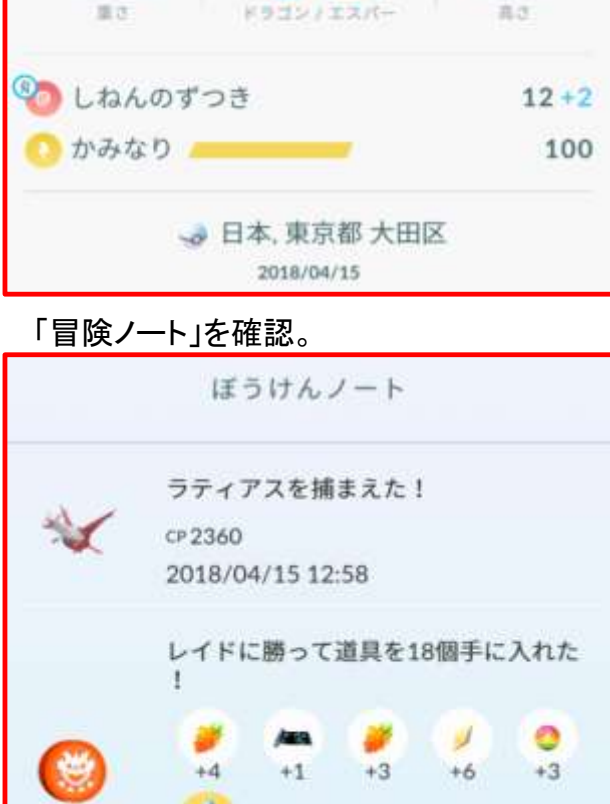 重さ ドラゴン / エスパー 高さ
しねんのずつき 12 +2
かみなり 100
日本, 東京都 大田区
2018/04/15
「冒険ノート」を確認。
ぼうけんノート
ラティアスを捕まえた！
CP2360
2018/04/15 12:58
レイドに勝って道具を18個手に入れた
！
+4 +1 +3 +6 +3